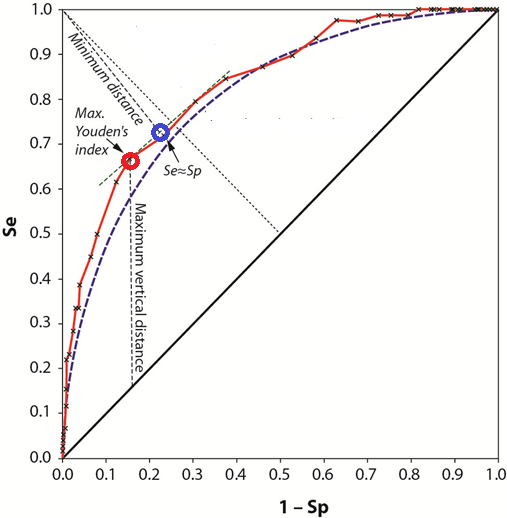 1.0
0.9
0.8
0.7
0.6
0.5
0.4
0.3
0.2
0.1
0.0
Se
Minimum distance
Max.
Youden's
index
Se≈Sp
Maximum vertical distance
0.0 0.1 0.2 0.3 0.4 0.5 0.6 0.7 0.8 0.9 1.0
1 – Sp